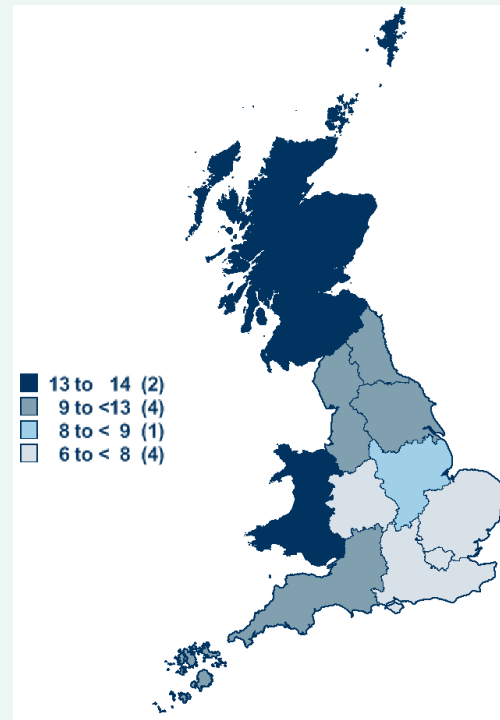 13 to 14 (2)
9 to <13 (4)
8 to < 9 (1)
6 to < 8 (4)